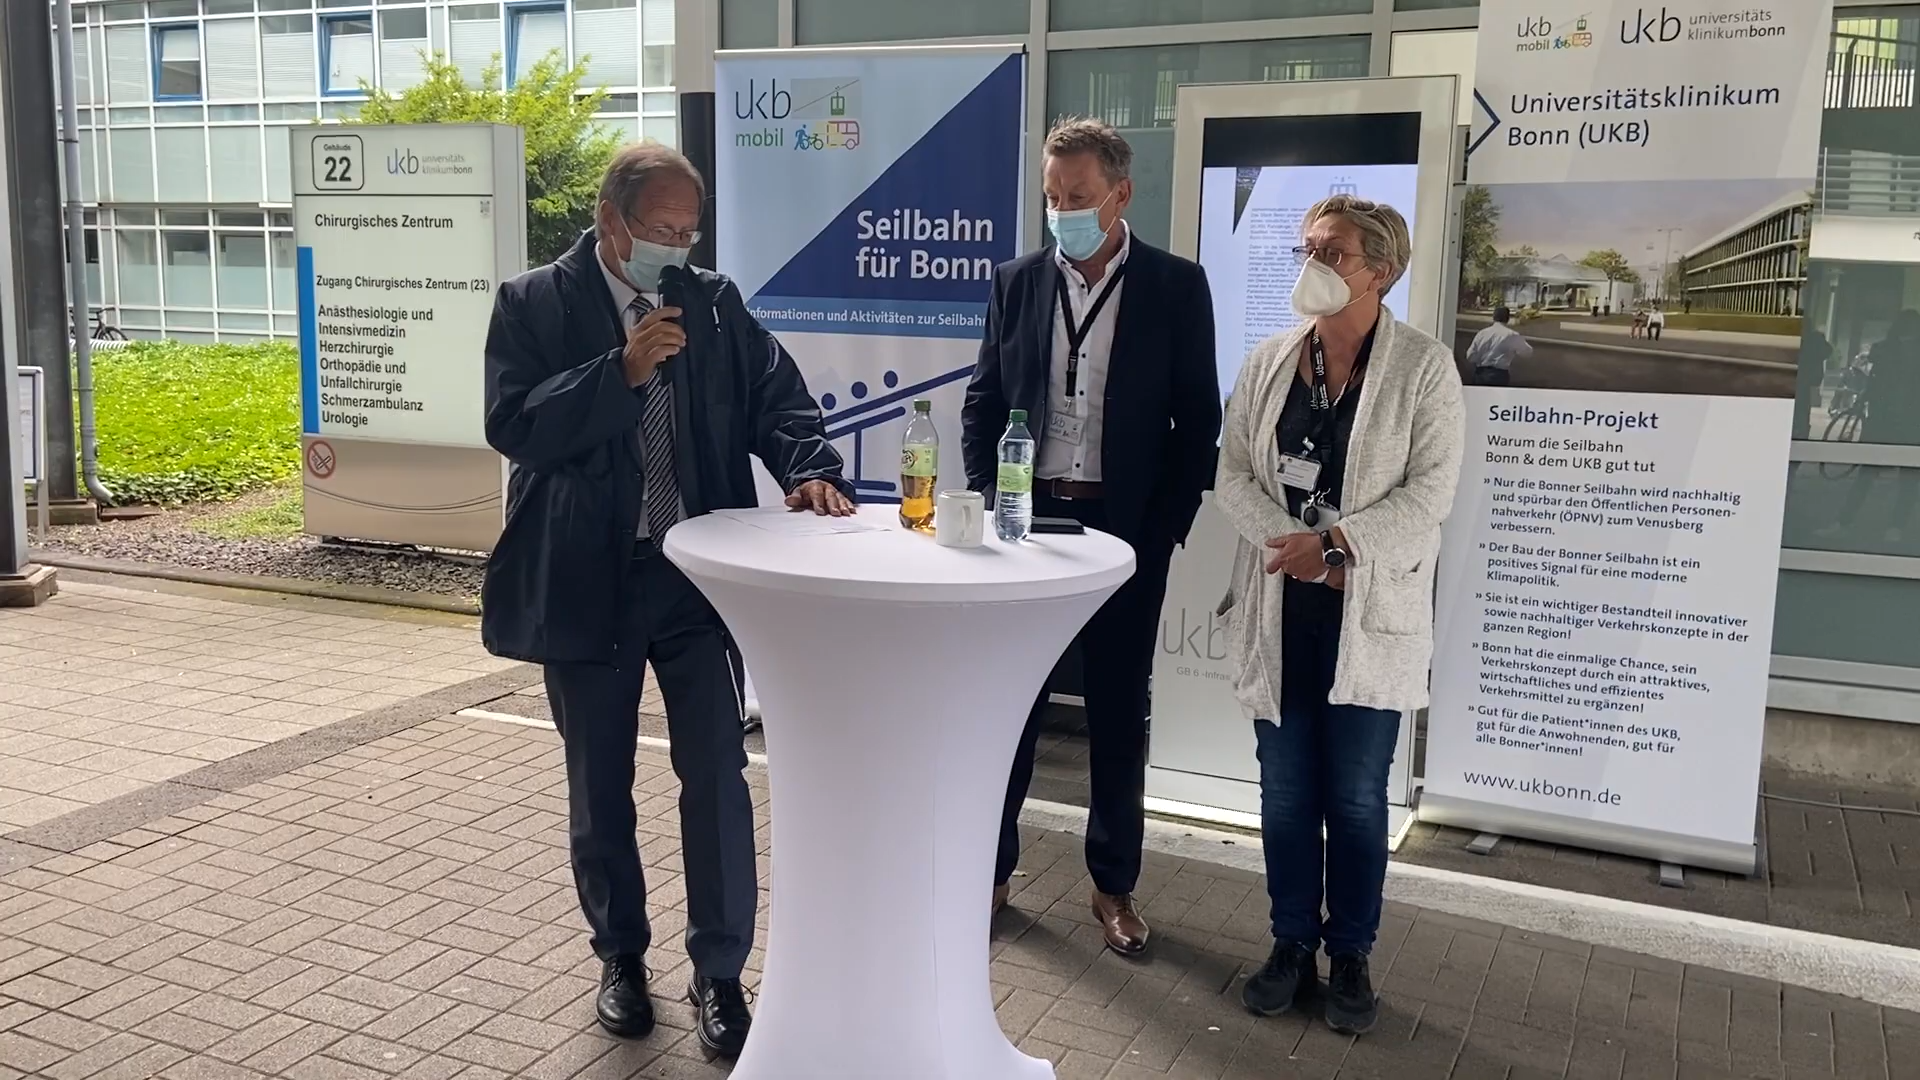 Gebäude
22
ukb universitäts
klinikumbonn
Chirurgisches Zentrum
Zugang Chirurgisches Zentrum (23)
Anästhesiologie und
Intensivmedizin
Herzchirurgie
Orthopädie und
Unfallchirurgie
Schmerzambulanz
Urologie
ukb
mobil
Seilbahn
für Bonn
Informationen und Aktivitäten zur Seilbahn
ukb
ukb
GB 6 -Infras
ukb
mobil
ukb universitäts
klinikumbonn
Universitätsklinikum
Bonn (UKB)
Seilbahn-Projekt
Warum die Seilbahn
Bonn & dem UKB gut tut
» Nur die Bonner Seilbahn wird nachhaltig
und spürbar den Öffentlichen Personen-
nahverkehr (ÖPNV) zum Venusberg
verbessern.
» Der Bau der Bonner Seilbahn ist ein
positives Signal für eine moderne
Klimapolitik.
» Sie ist ein wichtiger Bestandteil innovativer
sowie nachhaltiger Verkehrskonzepte in der
ganzen Region!
» Bonn hat die einmalige Chance, sein
Verkehrskonzept durch ein attraktives,
wirtschaftliches und effizientes
Verkehrsmittel zu ergänzen!
» Gut für die Patient*innen des UKB,
gut für die Anwohnenden, gut für
alle Bonner*innen!
www.ukbonn.de